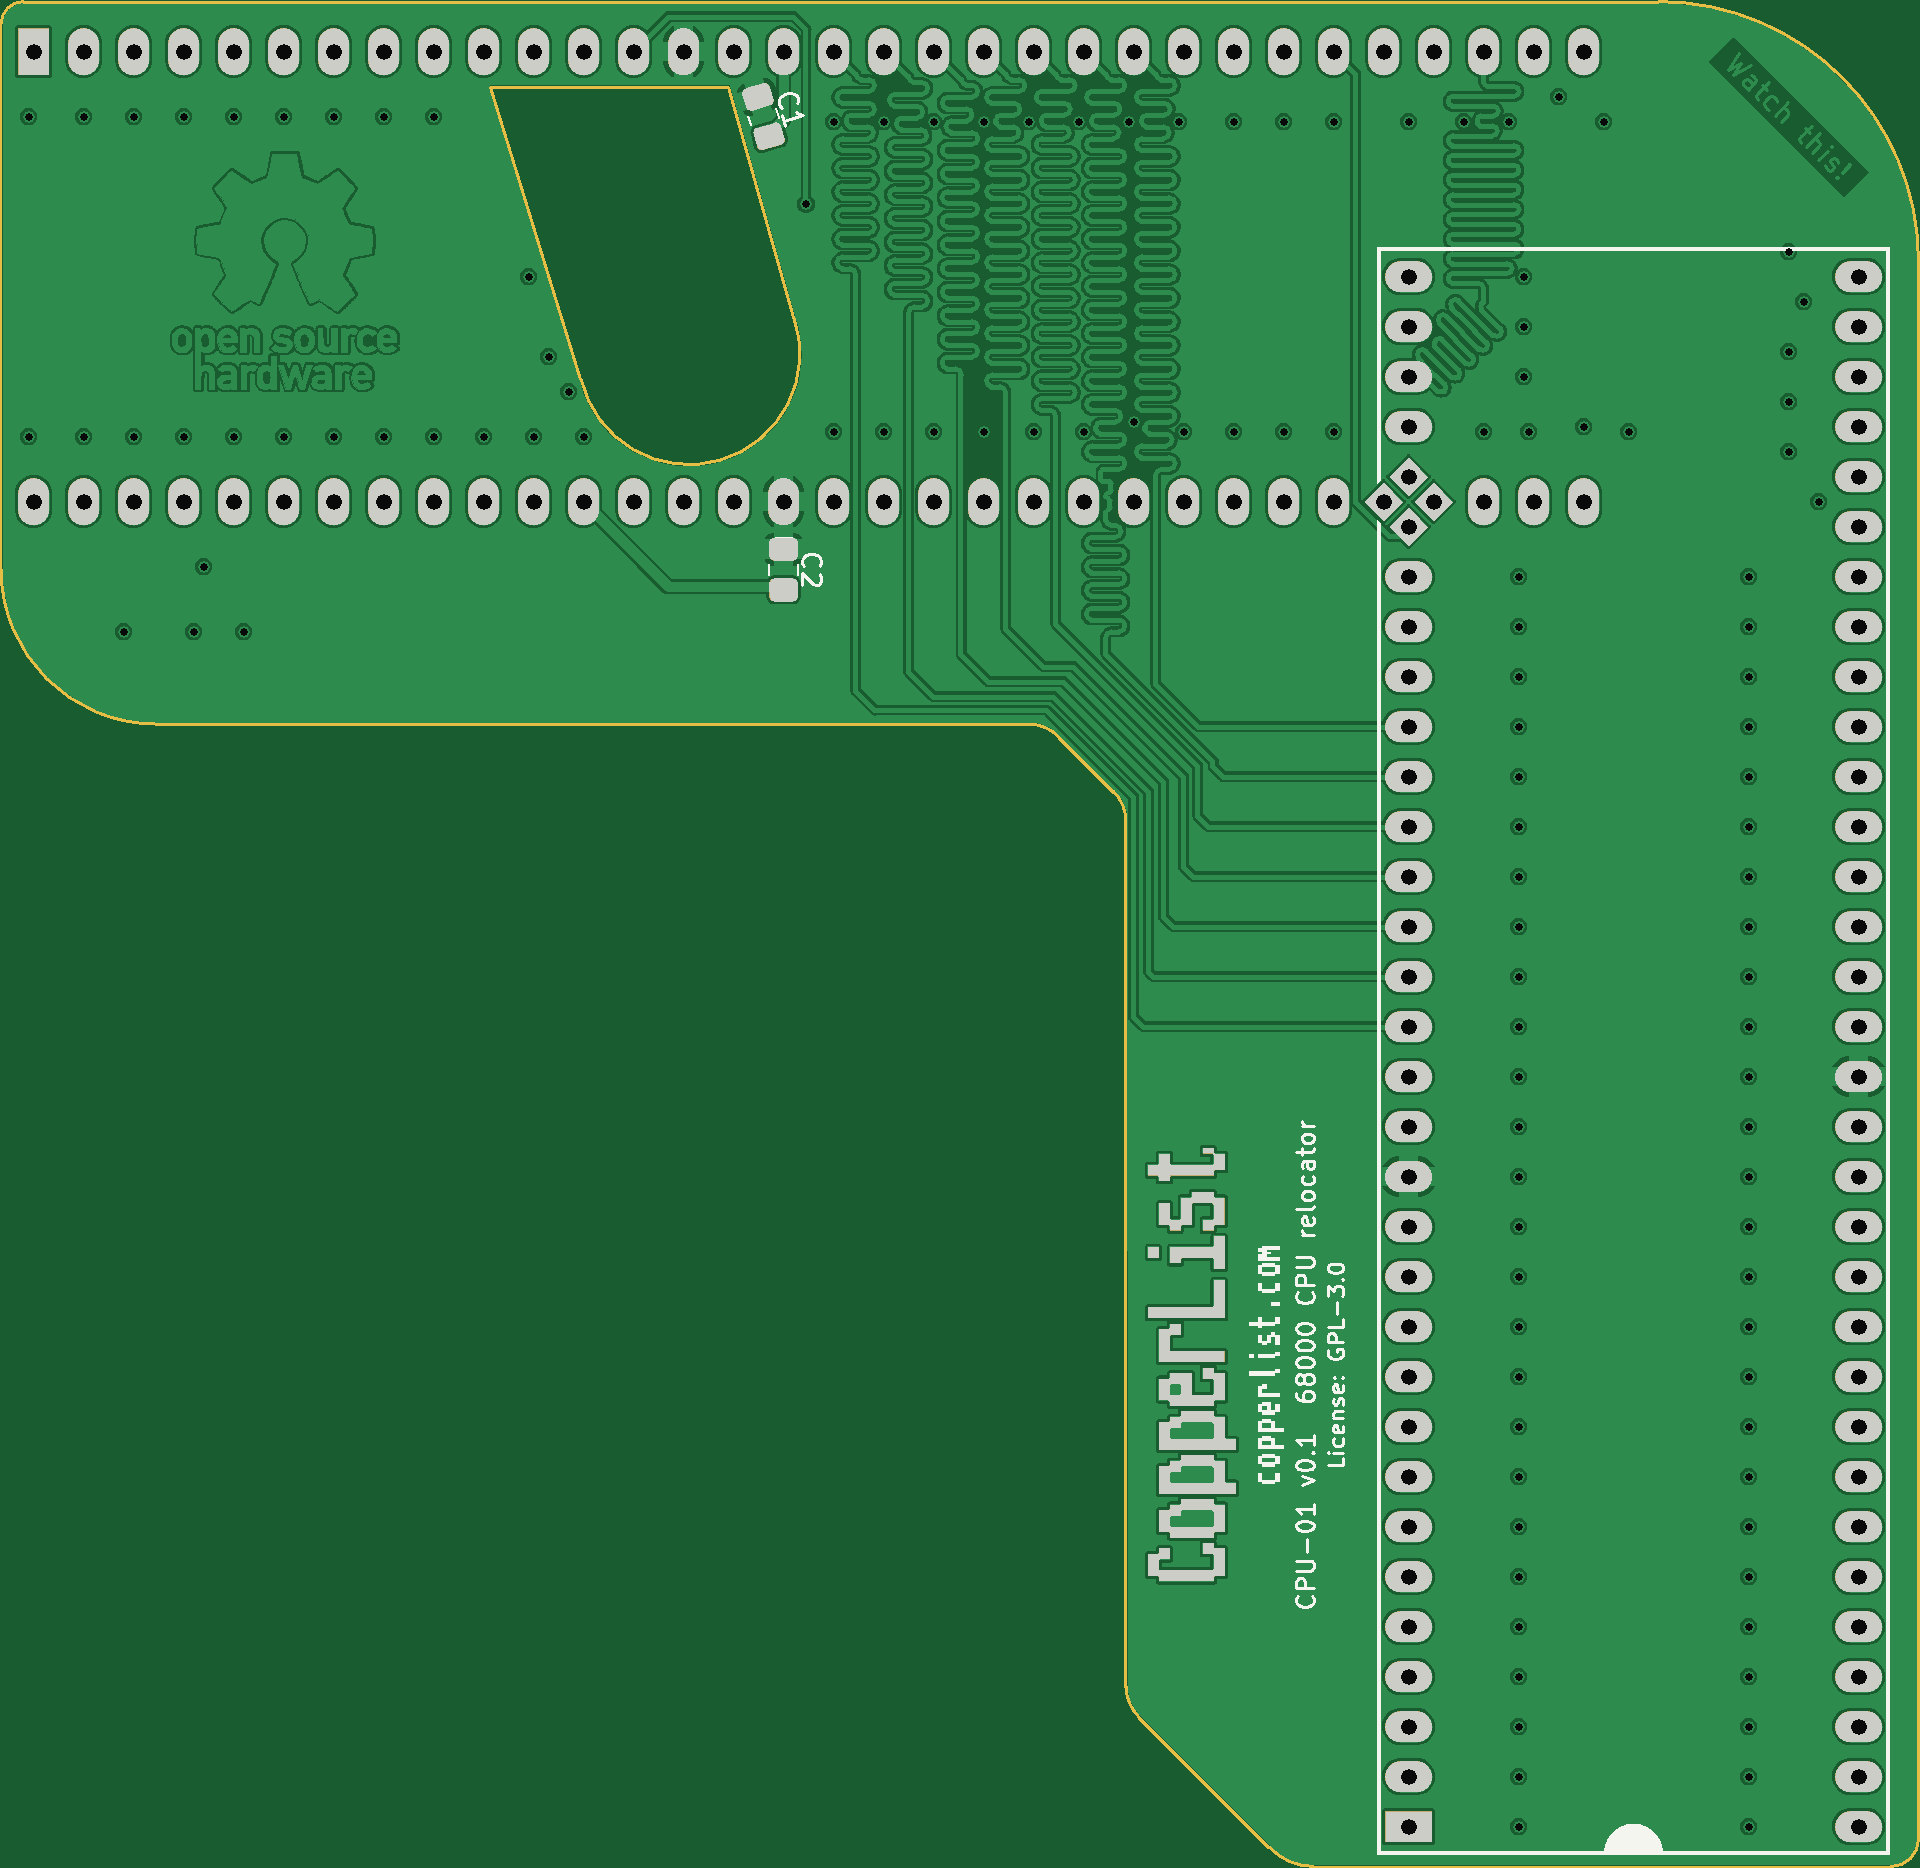 Watch this!
C1
open source
hardware
C2
CopperList
copperlist.com
CPU-01 v0.1  68000 CPU relocator
License: GPL-3.0